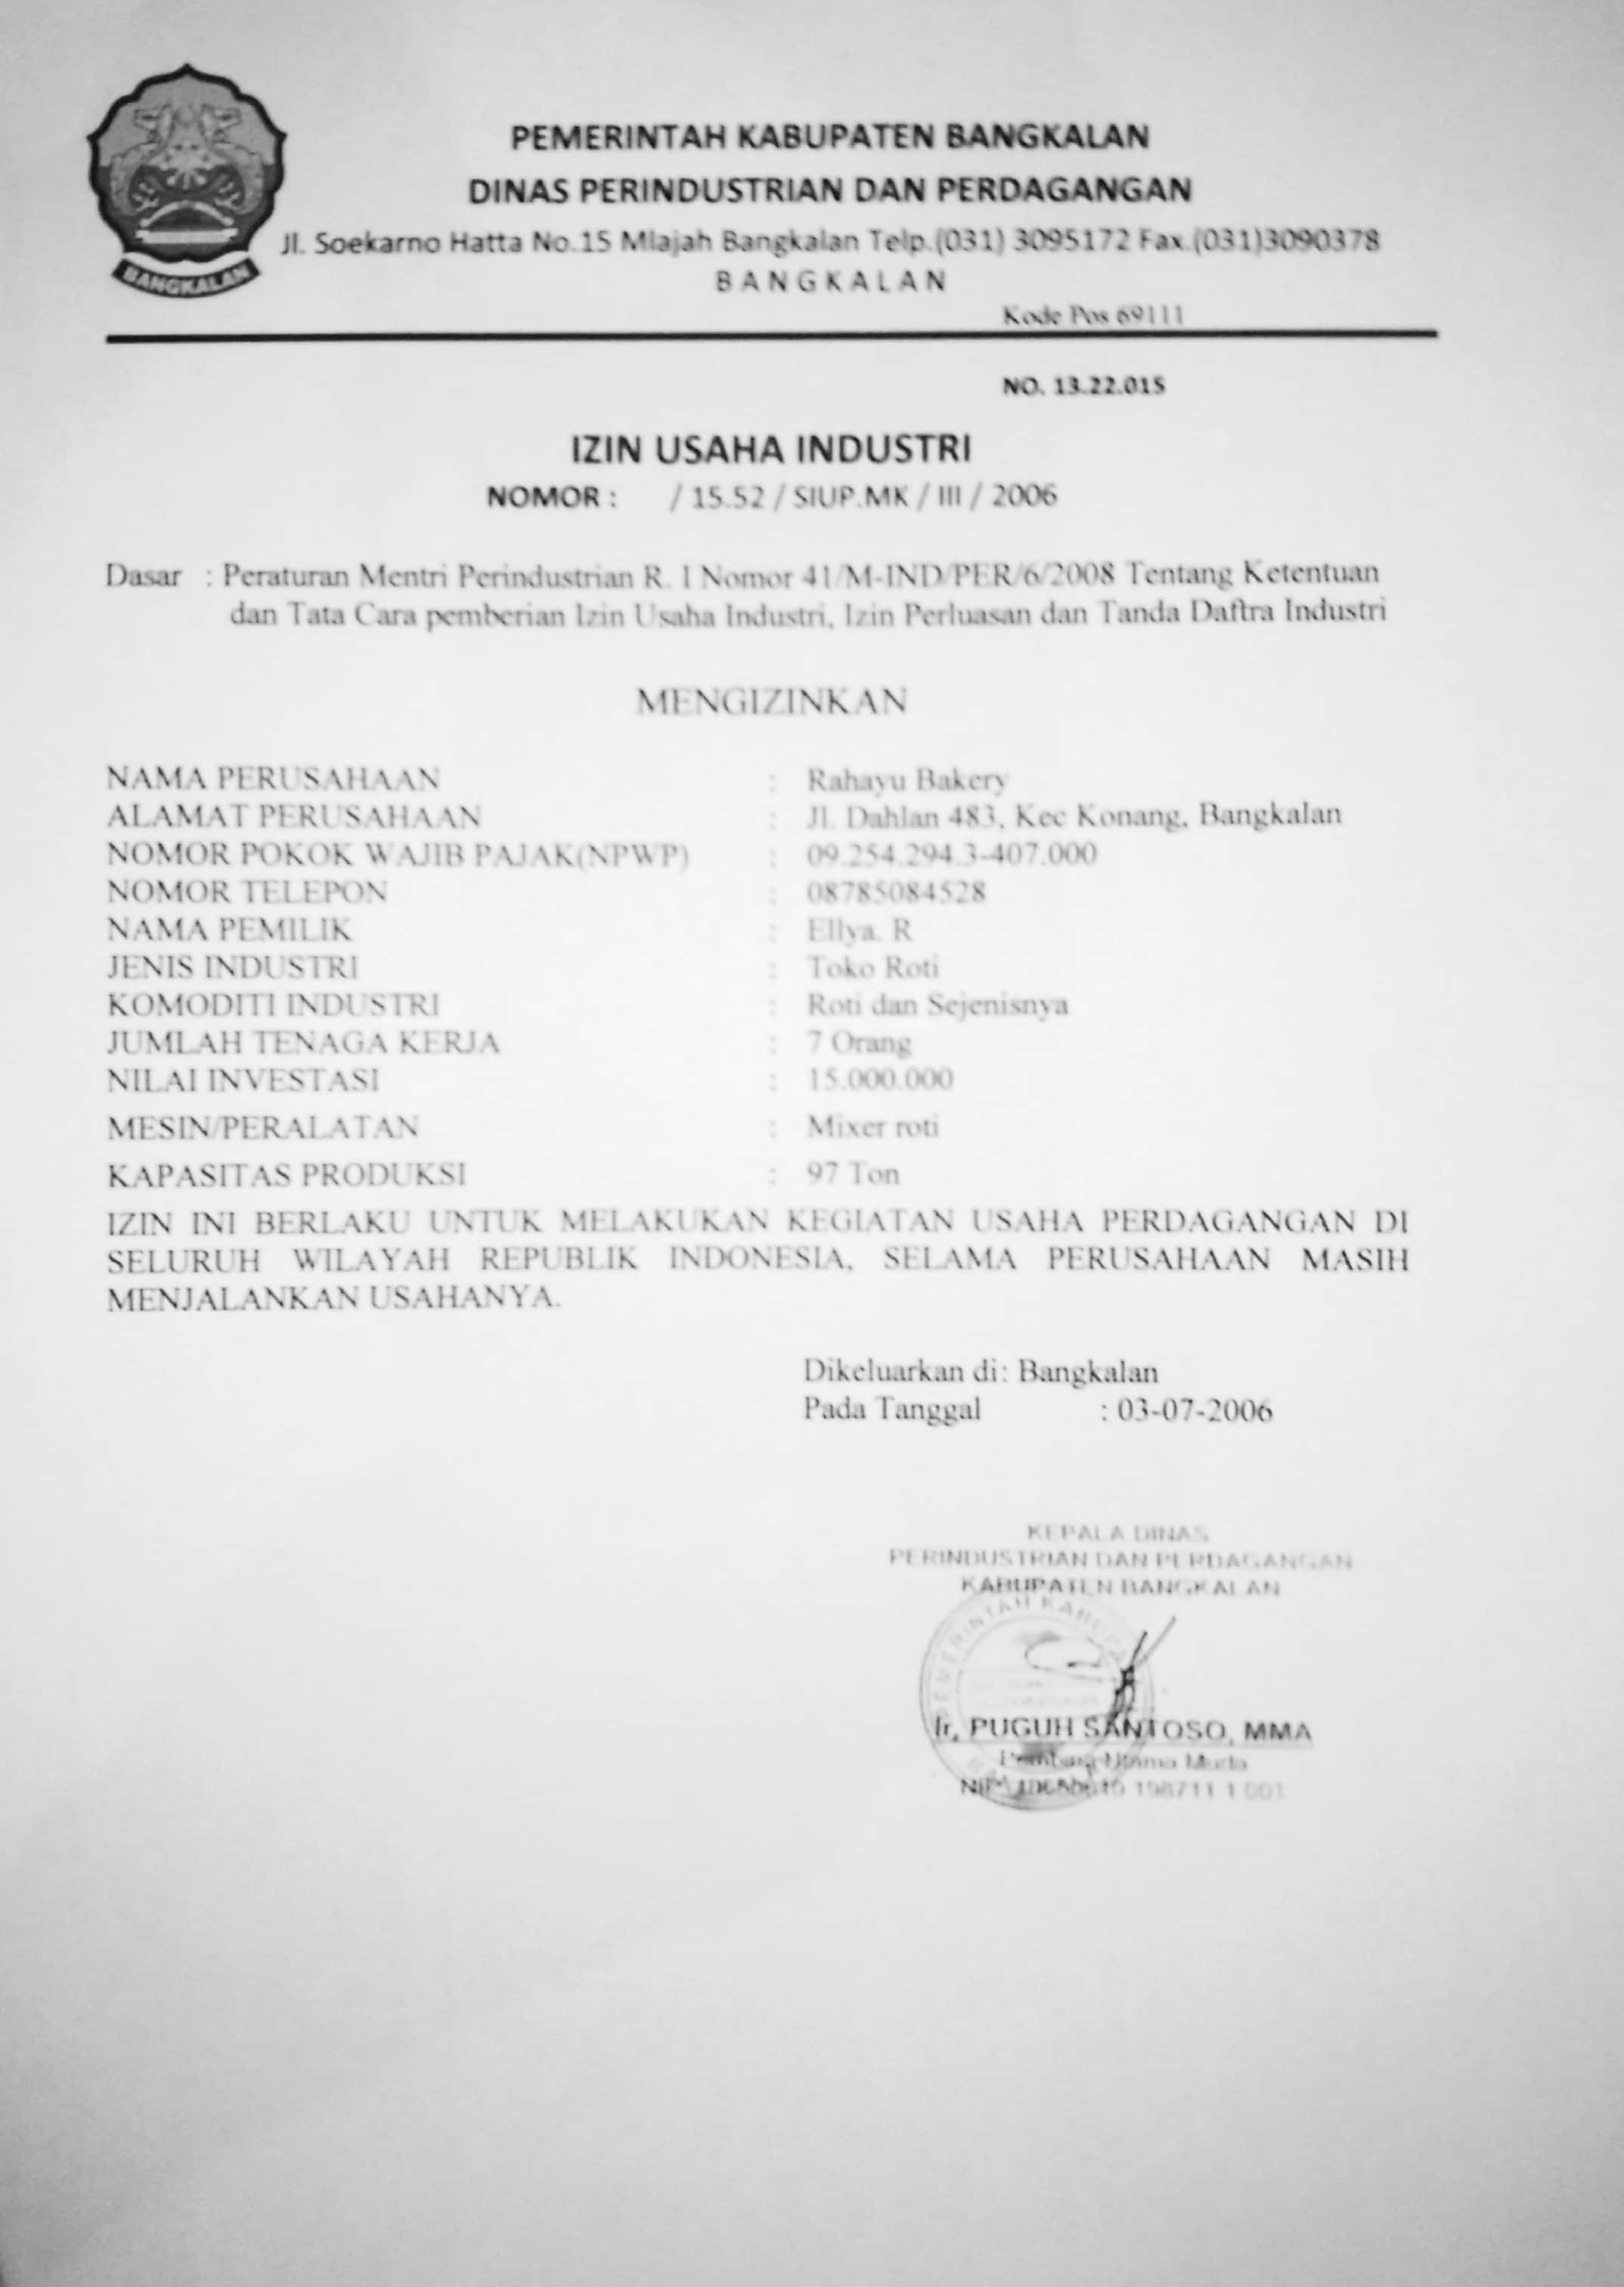 PEMERINTAH KABUPATEN BANGKALAN
DINAS PERINDUSTRIAN DAN PERDAGANGAN
Jl. Soekarno Hatta No.15 Mlajah Bangkalan Telp.(031) 3095172 Fax.(031)3090378
BANGKALAN
BANGKALAN
Kode Pos 69111
NO. 13.22.015
IZIN USAHA INDUSTRI
NOMOR : / 15.52 / SIUP.MK / III / 2006
Dasar : Peraturan Mentri Perindustrian R. I Nomor 41/M-IND/PER/6/2008 Tentang Ketentuan
dan Tata Cara pemberian Izin Usaha Industri, Izin Perluasan dan Tanda Daftra Industri
MENGIZINKAN
NAMA PERUSAHAAN : Rahayu Bakery
ALAMAT PERUSAHAAN : Jl. Dahlan 483, Kec Konang, Bangkalan
NOMOR POKOK WAJIB PAJAK(NPWP) : 09.254.294.3-407.000
NOMOR TELEPON : 08785084528
NAMA PEMILIK : Ellya. R
JENIS INDUSTRI : Toko Roti
KOMODITI INDUSTRI : Roti dan Sejenisnya
JUMLAH TENAGA KERJA : 7 Orang
NILAI INVESTASI : 15.000.000
MESIN/PERALATAN : Mixer roti
KAPASITAS PRODUKSI : 97 Ton
IZIN INI BERLAKU UNTUK MELAKUKAN KEGIATAN USAHA PERDAGANGAN DI
SELURUH WILAYAH REPUBLIK INDONESIA, SELAMA PERUSAHAAN MASIH
MENJALANKAN USAHANYA.
Dikeluarkan di: Bangkalan
Pada Tanggal : 03-07-2006
KEPALA DINAS
PERINDUSTRIAN DAN PERDAGANGAN
KABUPATEN BANGKALAN
PEMERINTAH
Ir. PUGUH SANTOSO, MMA
Pembina Utama Muda
NIP. 198711 1 001